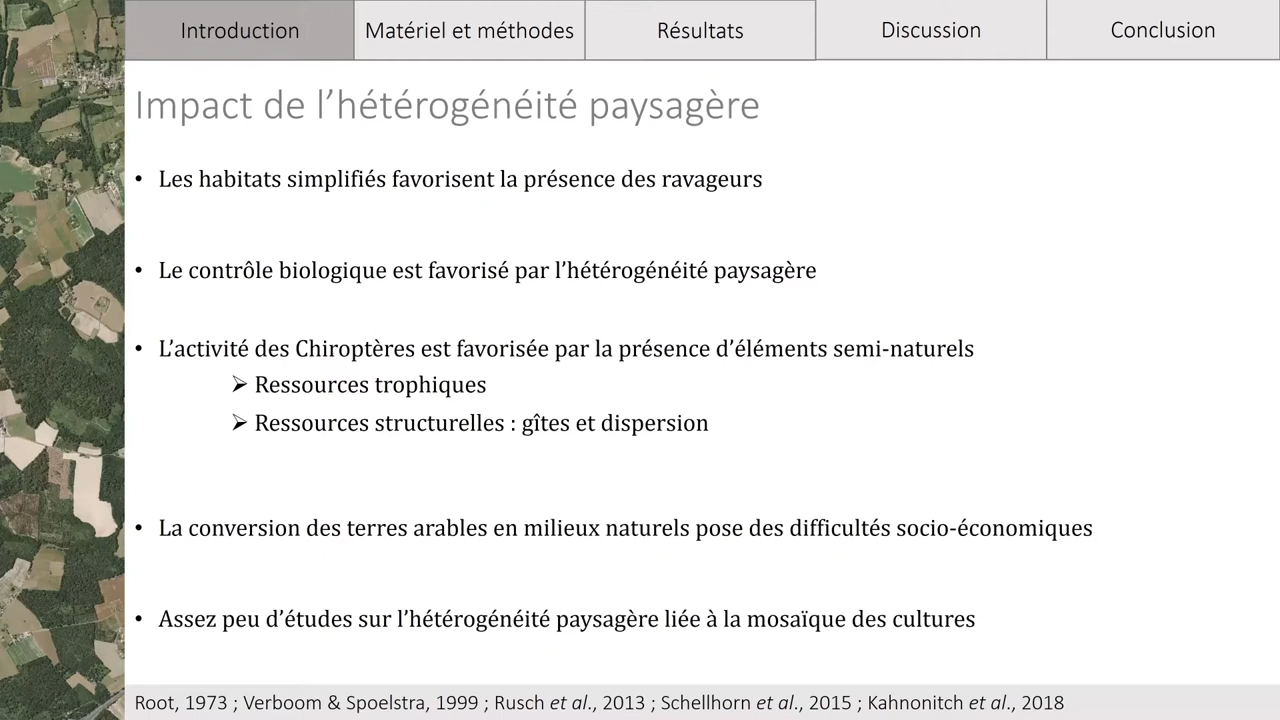 Introduction
Matériel et méthodes
Résultats
Discussion
Conclusion
Impact de l’hétérogénéité paysagère
• Les habitats simplifiés favorisent la présence des ravageurs
• Le contrôle biologique est favorisé par l’hétérogénéité paysagère
• L’activité des Chiroptères est favorisée par la présence d’éléments semi-naturels
➢ Ressources trophiques
➢ Ressources structurelles : gîtes et dispersion
• La conversion des terres arables en milieux naturels pose des difficultés socio-économiques
• Assez peu d’études sur l’hétérogénéité paysagère liée à la mosaïque des cultures
Root, 1973 ; Verboom & Spoelstra, 1999 ; Rusch et al., 2013 ; Schellhorn et al., 2015 ; Kahnonitch et al., 2018